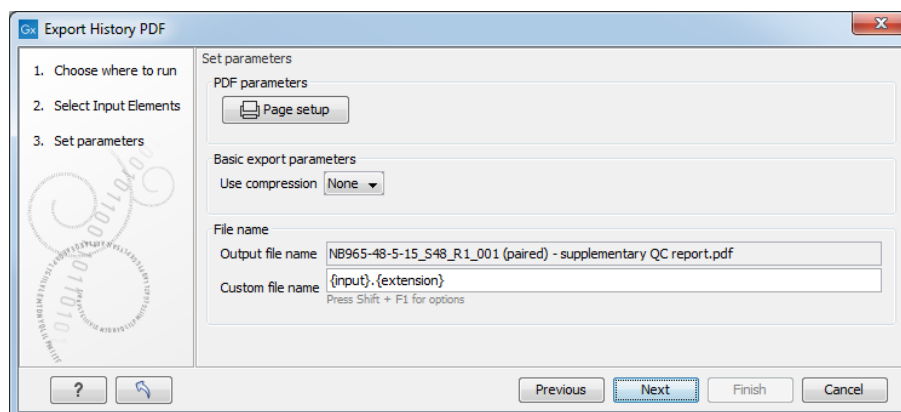 Gx Export History PDF
1. Choose where to run
2. Select Input Elements
3. Set parameters
Set parameters
PDF parameters
Page setup
Basic export parameters
Use compression None
File name
Output file name NB965-48-5-15_S48_R1_001 (paired) - supplementary QC report.pdf
Custom file name {input}.{extension}
Press Shift + F1 for options
? Previous Next Finish Cancel